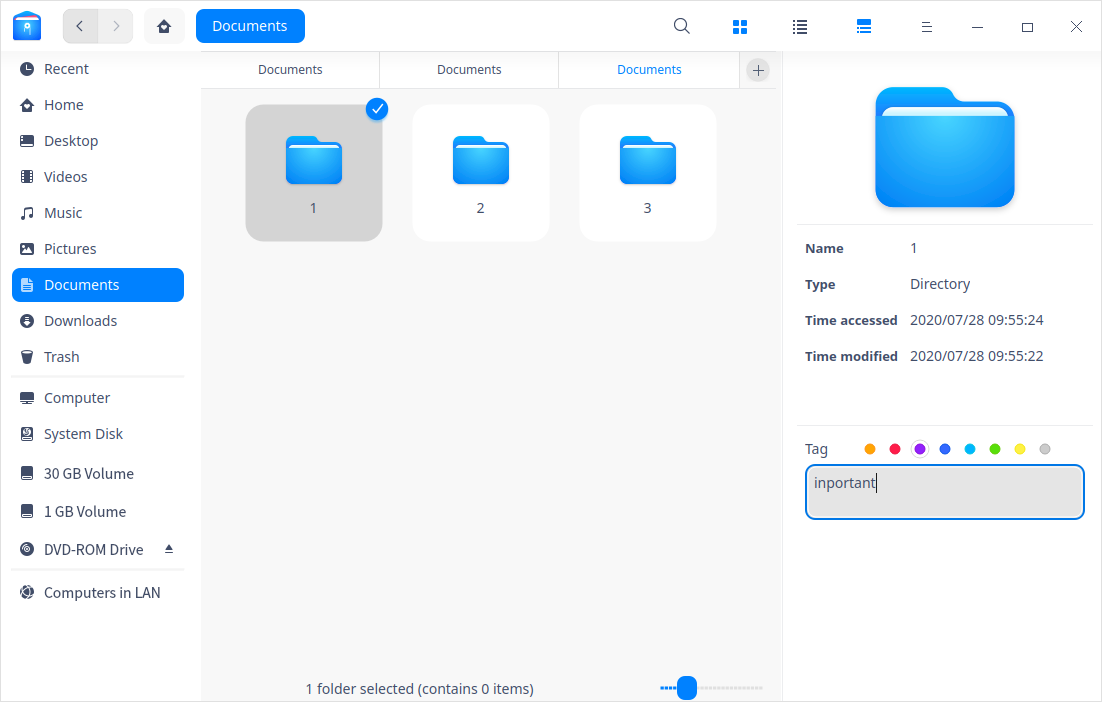 Documents
Recent
Home
Desktop
Videos
Music
Pictures
Documents
Downloads
Trash
Computer
System Disk
30 GB Volume
1 GB Volume
DVD-ROM Drive
Computers in LAN
Documents Documents Documents
1 2 3
1 folder selected (contains 0 items)
Name 1
Type Directory
Time accessed 2020/07/28 09:55:24
Time modified 2020/07/28 09:55:22
Tag
inportant